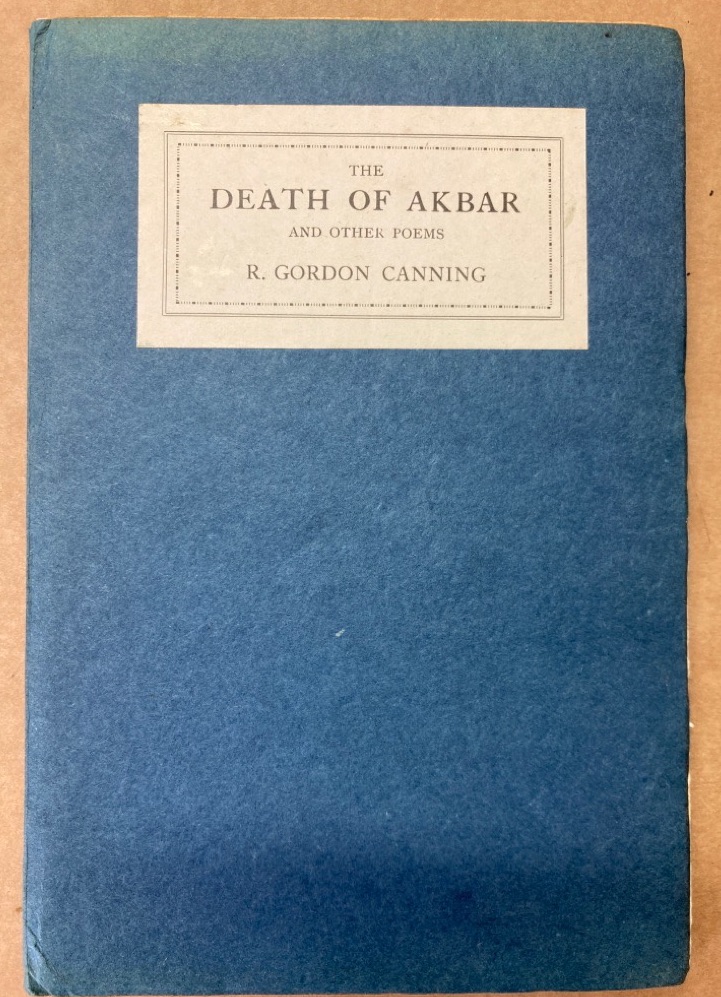 THE
DEATH OF AKBAR
AND OTHER POEMS
R. GORDON CANNING